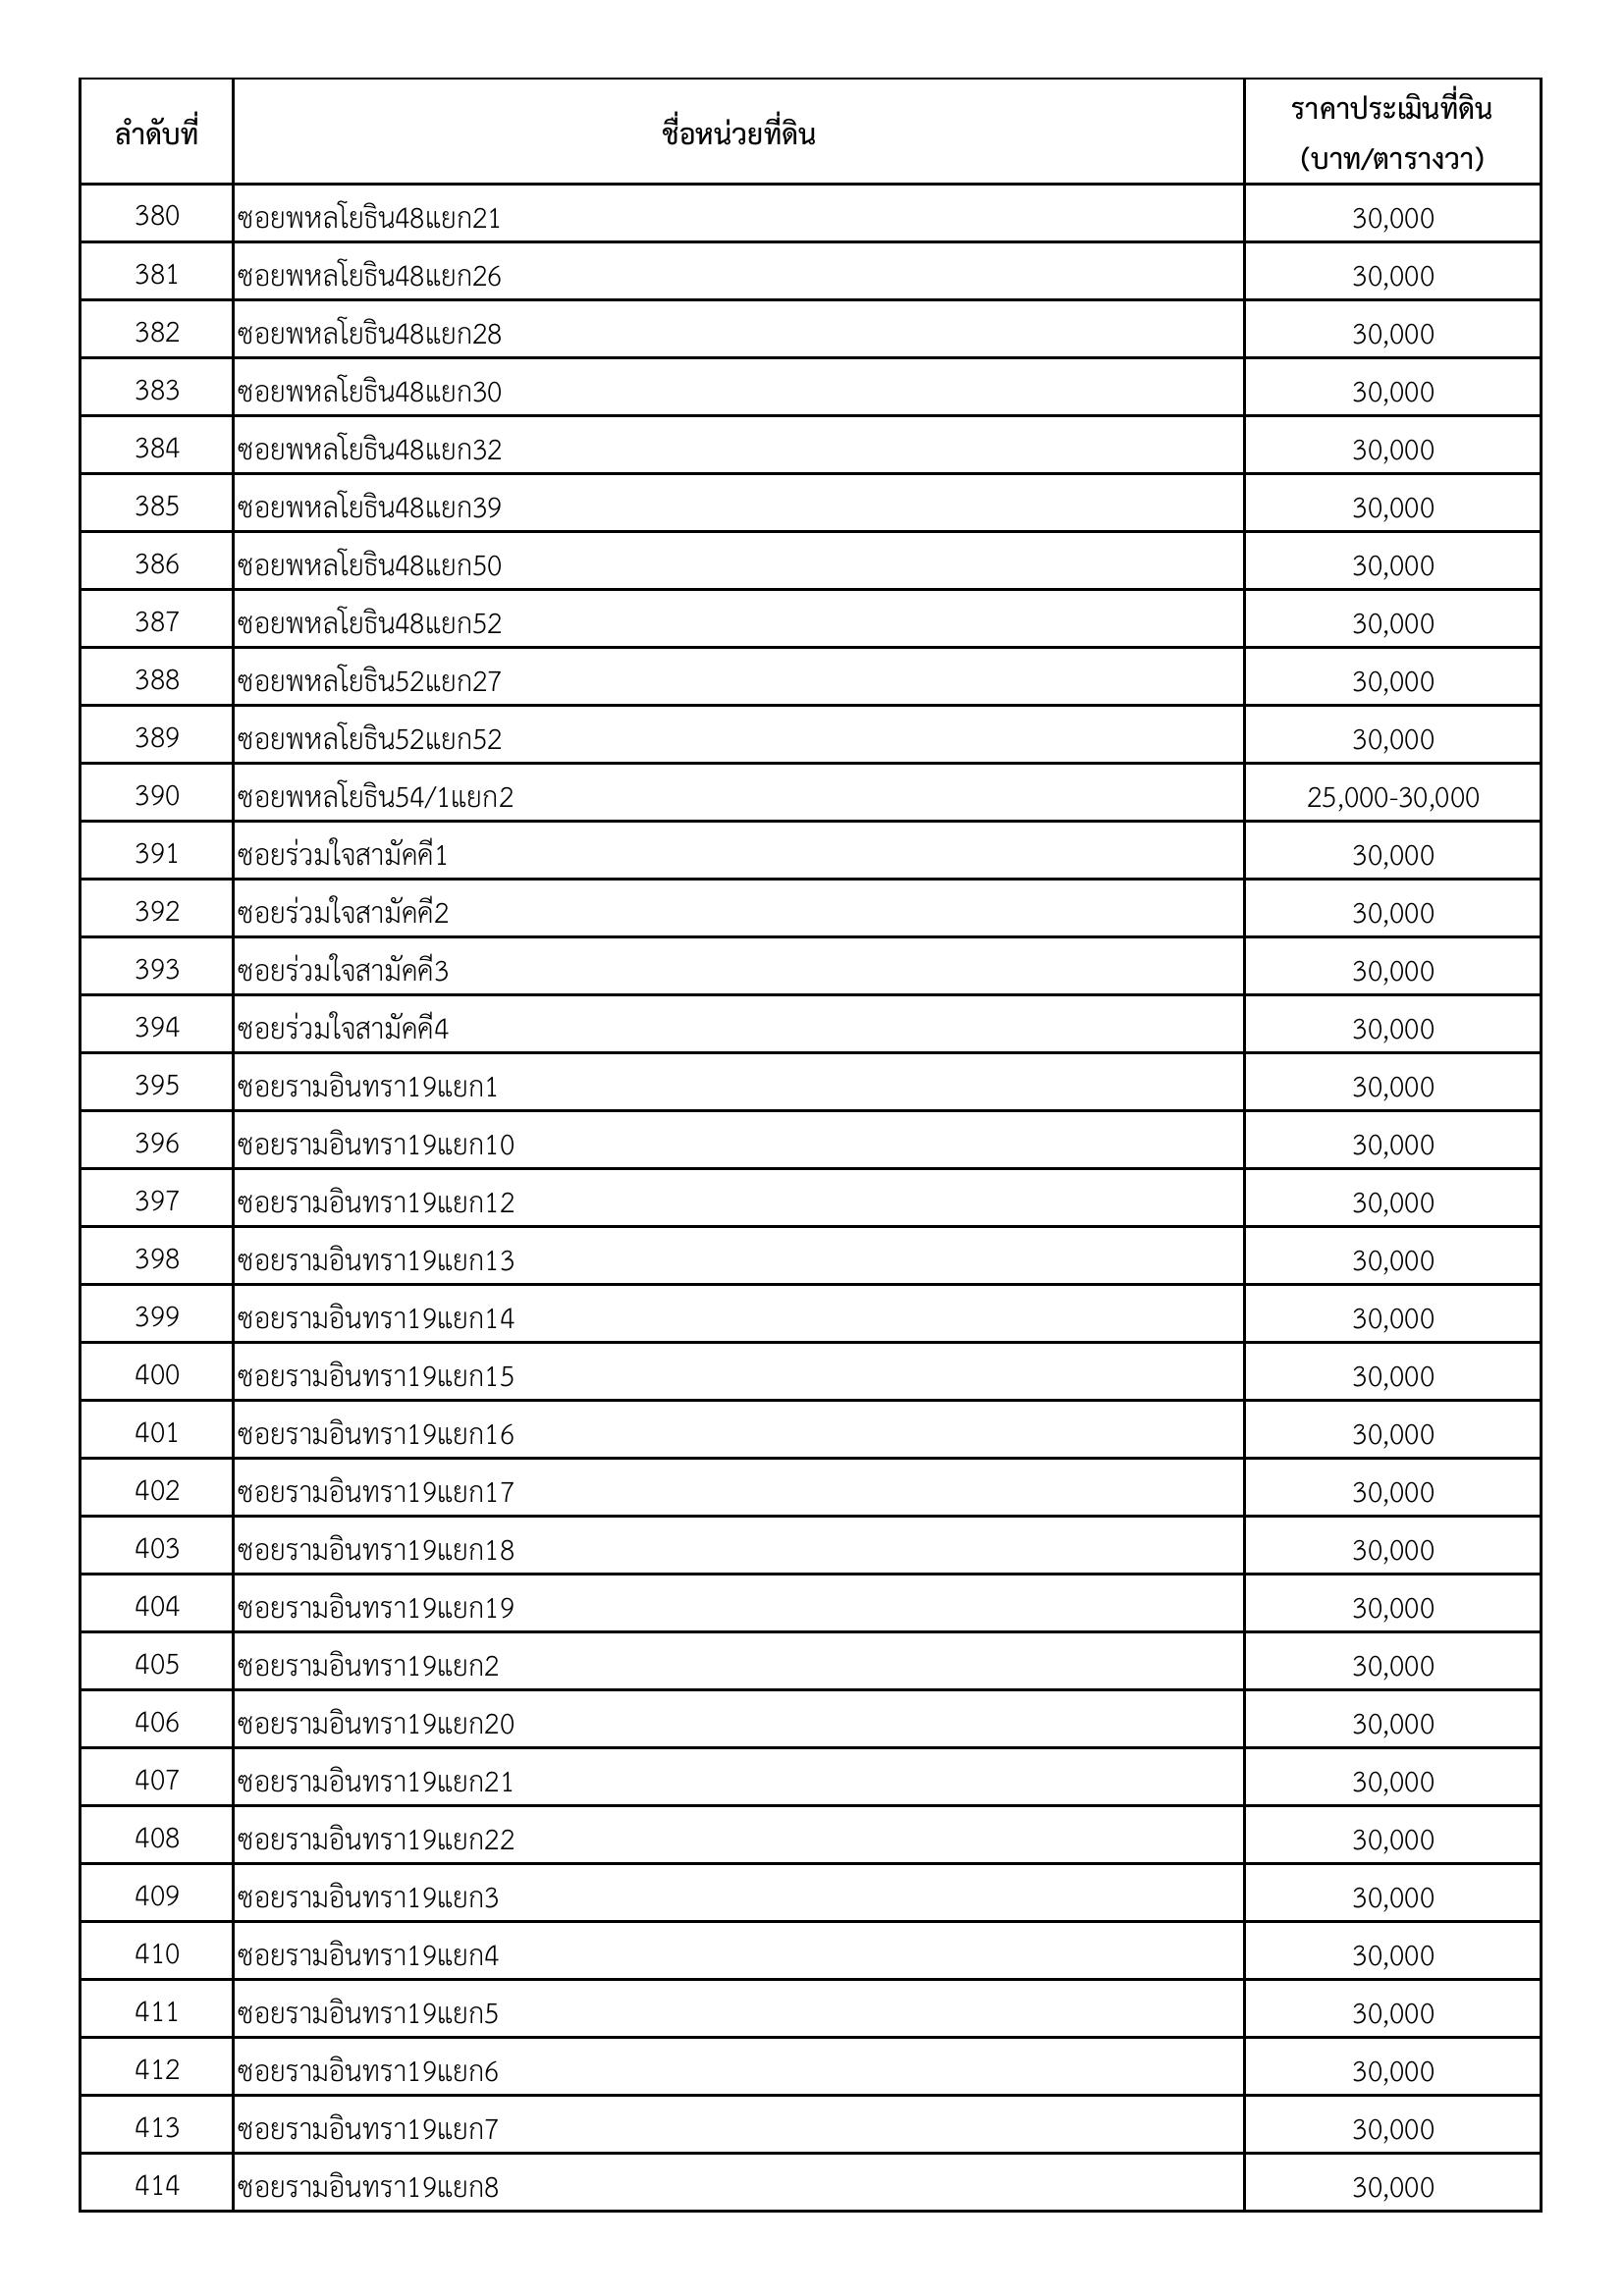 ลำดับที่ ชื่อหน่วยที่ดิน ราคาประเมินที่ดิน
(บาท/ตารางวา)
380 ซอยพหลโยธิน48แยก21 30,000
381 ซอยพหลโยธิน48แยก26 30,000
382 ซอยพหลโยธิน48แยก28 30,000
383 ซอยพหลโยธิน48แยก30 30,000
384 ซอยพหลโยธิน48แยก32 30,000
385 ซอยพหลโยธิน48แยก39 30,000
386 ซอยพหลโยธิน48แยก50 30,000
387 ซอยพหลโยธิน48แยก52 30,000
388 ซอยพหลโยธิน52แยก27 30,000
389 ซอยพหลโยธิน52แยก52 30,000
390 ซอยพหลโยธิน54/1แยก2 25,000-30,000
391 ซอยร่วมใจสามัคคี1 30,000
392 ซอยร่วมใจสามัคคี2 30,000
393 ซอยร่วมใจสามัคคี3 30,000
394 ซอยร่วมใจสามัคคี4 30,000
395 ซอยรามอินทรา19แยก1 30,000
396 ซอยรามอินทรา19แยก10 30,000
397 ซอยรามอินทรา19แยก12 30,000
398 ซอยรามอินทรา19แยก13 30,000
399 ซอยรามอินทรา19แยก14 30,000
400 ซอยรามอินทรา19แยก15 30,000
401 ซอยรามอินทรา19แยก16 30,000
402 ซอยรามอินทรา19แยก17 30,000
403 ซอยรามอินทรา19แยก18 30,000
404 ซอยรามอินทรา19แยก19 30,000
405 ซอยรามอินทรา19แยก2 30,000
406 ซอยรามอินทรา19แยก20 30,000
407 ซอยรามอินทรา19แยก21 30,000
408 ซอยรามอินทรา19แยก22 30,000
409 ซอยรามอินทรา19แยก3 30,000
410 ซอยรามอินทรา19แยก4 30,000
411 ซอยรามอินทรา19แยก5 30,000
412 ซอยรามอินทรา19แยก6 30,000
413 ซอยรามอินทรา19แยก7 30,000
414 ซอยรามอินทรา19แยก8 30,000